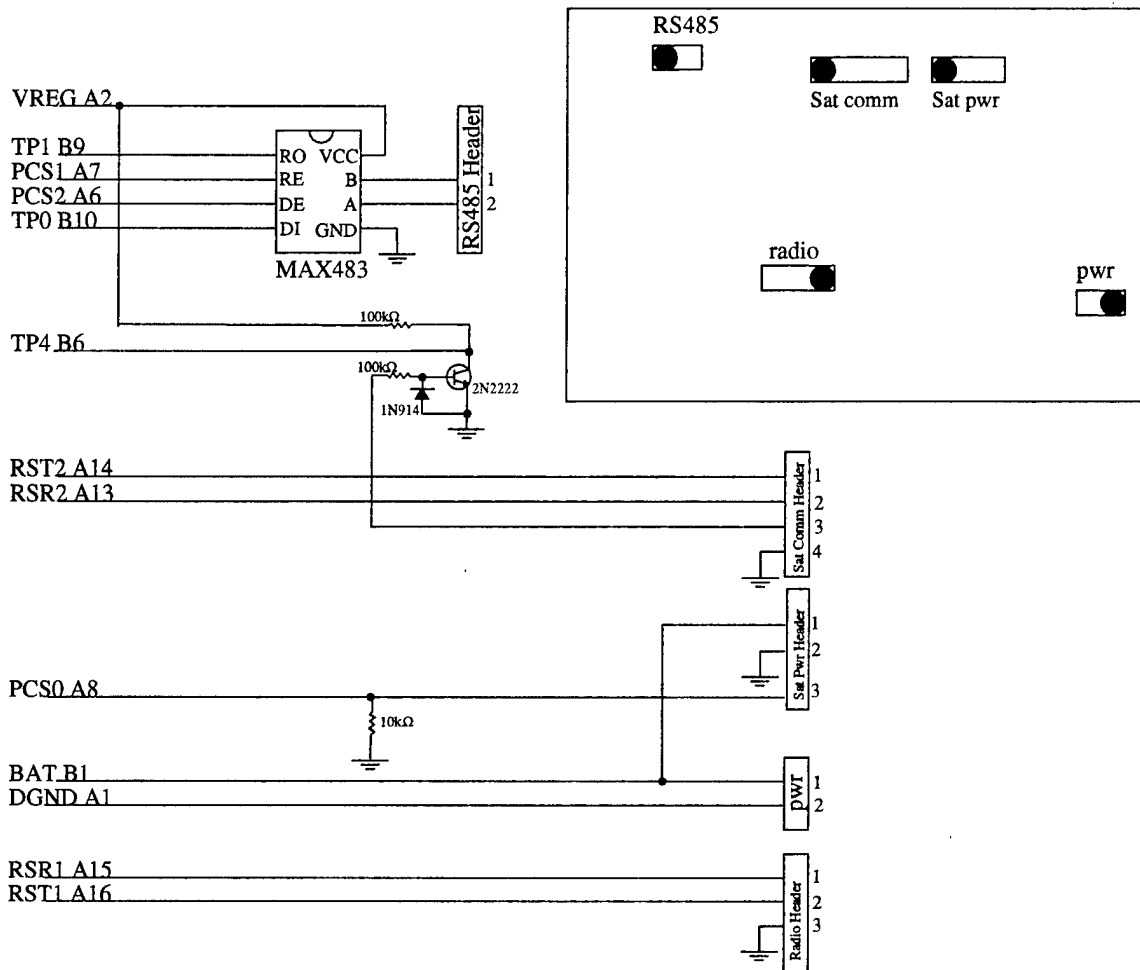 RS485
Sat comm
Sat pwr
radio
pwr
VREG A2
TP1 B9
PCS1 A7
PCS2 A6
TP0 B10
RO VCC
RE B
DE A
DI GND
MAX483
RS485 Header
1
2
100kΩ
TP4 B6
100kΩ
2N2222
1N914
RST2 A14
RSR2 A13
Sat Comm Header
1
2
3
4
Sat Pwr Header
1
2
3
PCS0 A8
10kΩ
BAT B1
DGND A1
pwr
1
2
RSR1 A15
RST1 A16
Radio Header
1
2
3